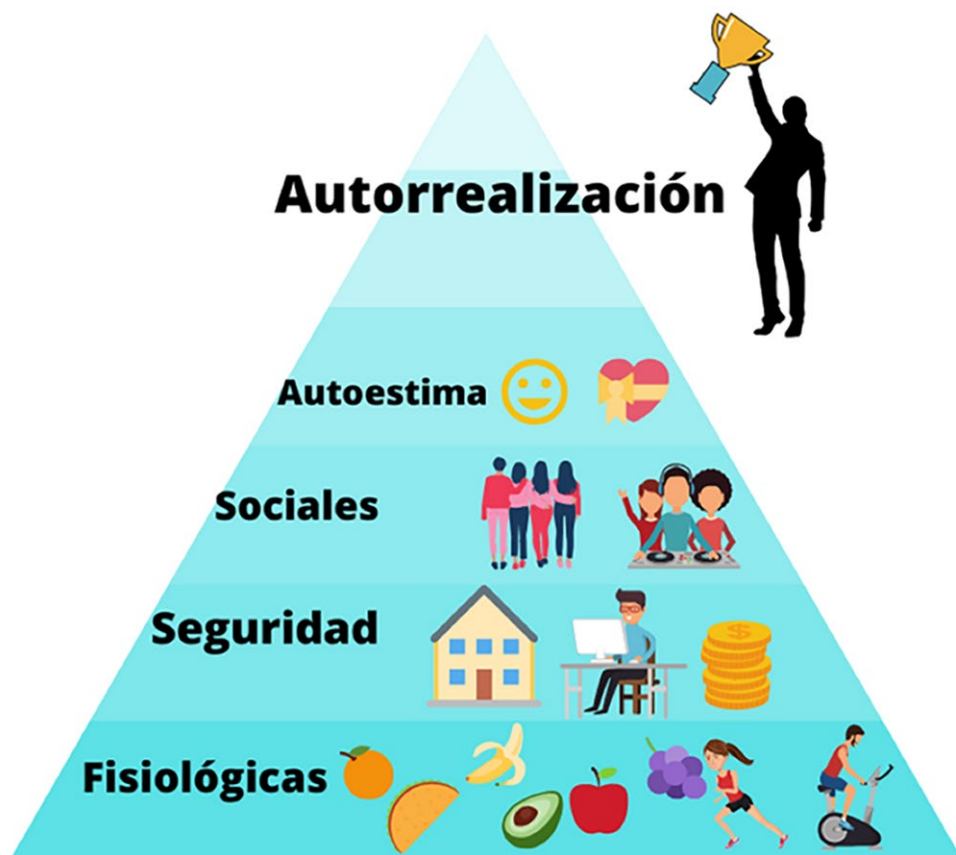 Autorrealización
Autoestima
Sociales
Seguridad
$
Fisiológicas